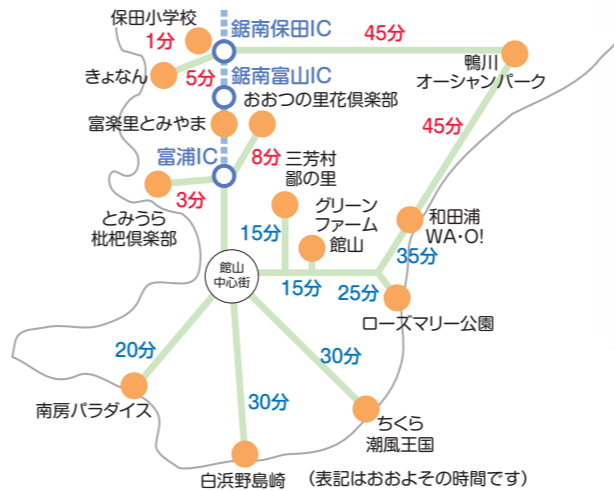 保田小学校
1分
鋸南保田IC
45分
きょなん
5分
鋸南富山IC
鴨川
オーシャンパーク
おおつの里花倶楽部
富楽里とみやま
45分
富浦IC
8分
三芳村
鄙の里
3分
とみうら
枇杷倶楽部
グリーン
ファーム
館山
和田浦
WA・O!
15分
35分
館山
中心街
15分
25分
ローズマリー公園
20分
30分
30分
南房パラダイス
ちくら
潮風王国
白浜野島崎
(表記はおおよその時間です)